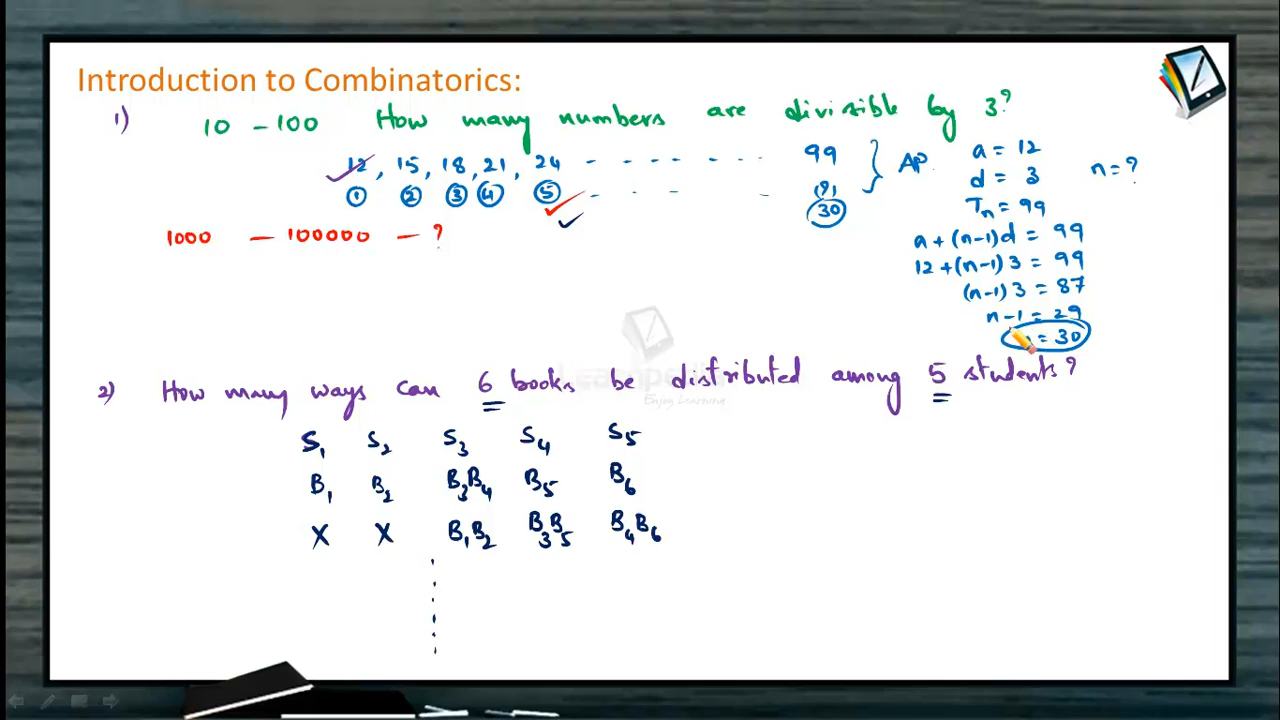 Introduction to Combinatorics:
1) 10 - 100 How many numbers are divisible by 3?
12, 15, 18, 21, 24 - - - - - - - 99 } AP
① ② ③ ④ ⑤ - - - (?)
30
a = 12
d = 3 n = ?
Tn = 99
a + (n-1)d = 99
12 + (n-1) 3 = 99
(n-1) 3 = 87
n-1 = 29
= 30
1000 - 100000 - ?
Learnpedia
Enjoy Learning
2) How many ways can 6 books be distributed among 5 students?
S1 S2 S3 S4 S5
B1 B2 B3B4 B5 B6
X X B1B2 B3B5 B4B6